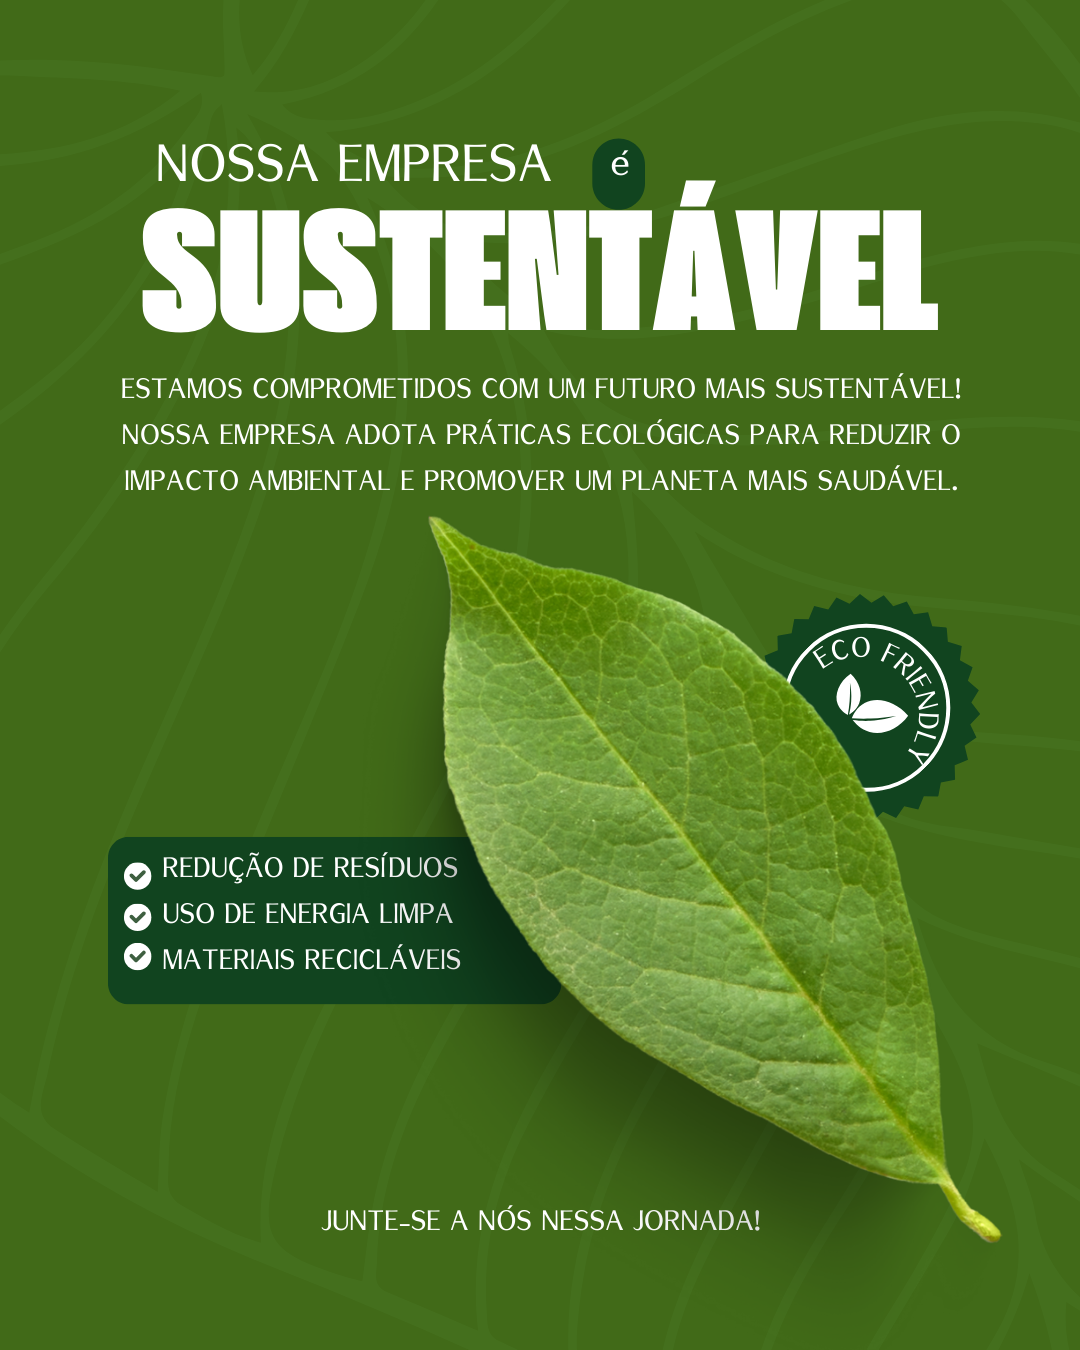 NOSSA EMPRESA é
SUSTENTÁVEL
ESTAMOS COMPROMETIDOS COM UM FUTURO MAIS SUSTENTÁVEL!
NOSSA EMPRESA ADOTA PRÁTICAS ECOLÓGICAS PARA REDUZIR O
IMPACTO AMBIENTAL E PROMOVER UM PLANETA MAIS SAUDÁVEL.
ECO FRIENDLY
REDUÇÃO DE RESÍDUOS
USO DE ENERGIA LIMPA
MATERIAIS RECICLÁVEIS
JUNTE-SE A NÓS NESSA JORNADA!